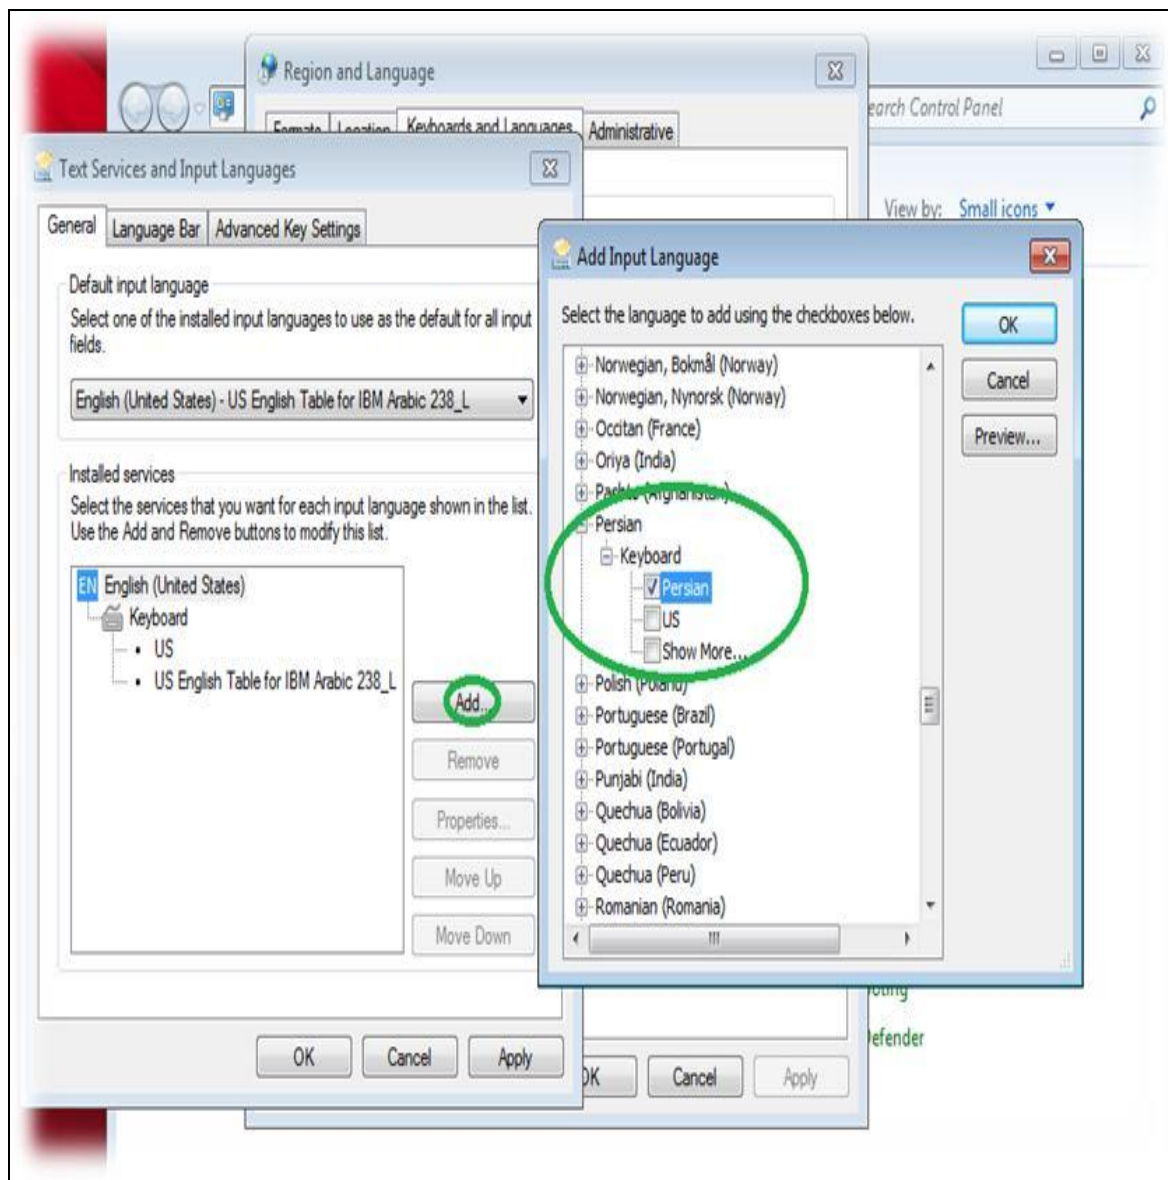 Region and Language
Formats Location Keyboards and Languages Administrative
earch Control Panel
View by: Small icons
Text Services and Input Languages
General Language Bar Advanced Key Settings
Default input language
Select one of the installed input languages to use as the default for all input
fields.
English (United States) - US English Table for IBM Arabic 238_L
Installed services
Select the services that you want for each input language shown in the list.
Use the Add and Remove buttons to modify this list.
EN English (United States)
Keyboard
• US
• US English Table for IBM Arabic 238_L
Add...
Remove
Properties...
Move Up
Move Down
OK Cancel Apply
Add Input Language
Select the language to add using the checkboxes below.
OK
Cancel
Preview...
Norwegian, Bokmål (Norway)
Norwegian, Nynorsk (Norway)
Occitan (France)
Oriya (India)
Pashto (Afghanistan)
Persian
Keyboard
Persian
US
Show More...
Polish (Poland)
Portuguese (Brazil)
Portuguese (Portugal)
Punjabi (India)
Quechua (Bolivia)
Quechua (Ecuador)
Quechua (Peru)
Romanian (Romania)
Defender
OK Cancel Apply